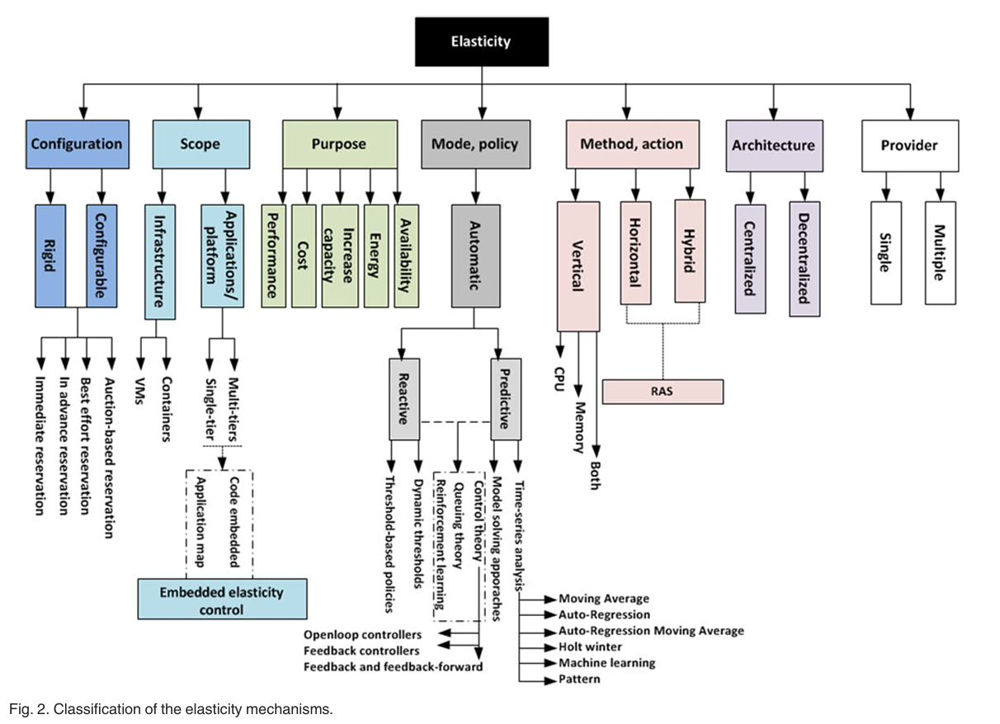 Elasticity
Configuration
Scope
Purpose
Mode, policy
Method, action
Architecture
Provider
Rigid
Configurable
Infrastructure
Applications/
platform
Performance
Cost
Increase
capacity
Energy
Availability
Automatic
Vertical
Horizontal
Hybrid
Centralized
Decentralized
Single
Multiple
Immediate reservation
In advance reservation
Best effort reservation
Auction-based reservation
VMs
Containers
Single-tier
Multi-tiers
Application map
Code embedded
Embedded elasticity
control
Reactive
Predictive
Threshold-based policies
Dynamic thresholds
Reinforcement learning
Queuing theory
Control theory
Model solving apporaches
Time-series analysis
CPU
Memory
Both
RAS
Openloop controllers
Feedback controllers
Feedback and feedback-forward
Moving Average
Auto-Regression
Auto-Regression Moving Average
Holt winter
Machine learning
Pattern
Fig. 2. Classification of the elasticity mechanisms.